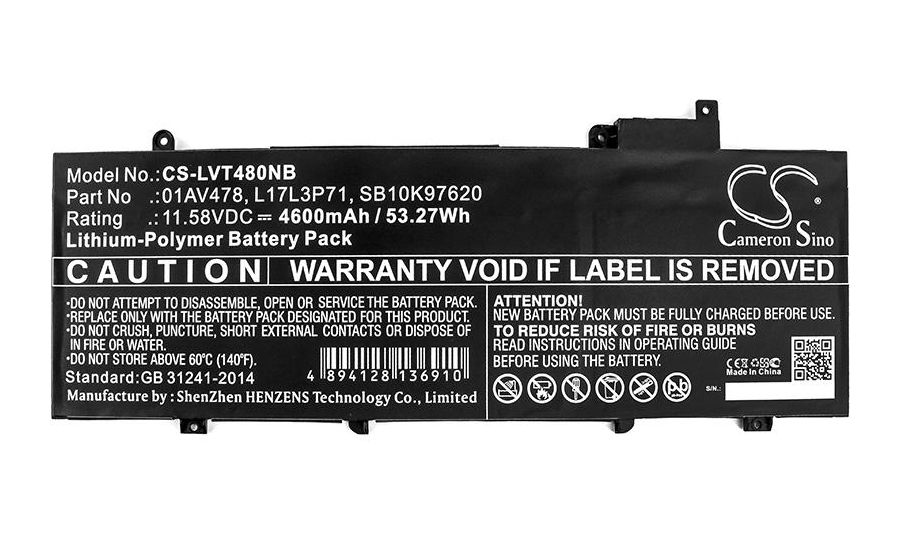 Model No.:CS-LVT480NB
Part No .:01AV478, L17L3P71, SB10K97620
Rating .:11.58VDC ⎓ 4600mAh / 53.27Wh
Lithium-Polymer Battery Pack
CS
Cameron Sino
CAUTION
WARRANTY VOID IF LABEL IS REMOVED
•DO NOT ATTEMPT TO DISASSEMBLE, OPEN OR SERVICE THE BATTERY PACK.
•REPLACE ONLY WITH THE BATTERY PACK DESIGNATED FOR THIS PRODUCT.
•DO NOT CRUSH, PUNCTURE, SHORT EXTERNAL CONTACTS OR DISPOSE OF
IN FIRE OR WATER.
•DO NOT STORE ABOVE 60°C (140°F).
Standard:GB 31241-2014
4 894128 136910
Manufacture by : ShenZhen HENZENS Technology Co., Limited
ATTENTION!
NEW BATTERY PACK MUST BE FULLY CHARGED BEFORE USE.
TO REDUCE RISK OF FIRE OR BURNS
READ INSTRUCTIONS IN OPERATING GUIDE
BEFORE USING THE BATTERY.
CE
Made In China
Pb
S/N.: